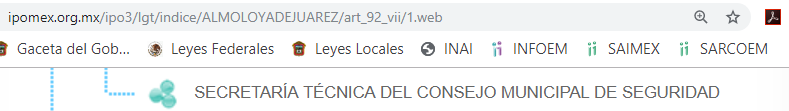 ipomex.org.mx/ipo3/lgt/indice/ALMOLOYADEJUAREZ/art_92_vii/1.web
Gaceta del Gob... Leyes Federales Leyes Locales INAI INFOEM SAIMEX SARCOEM
SECRETARÍA TÉCNICA DEL CONSEJO MUNICIPAL DE SEGURIDAD